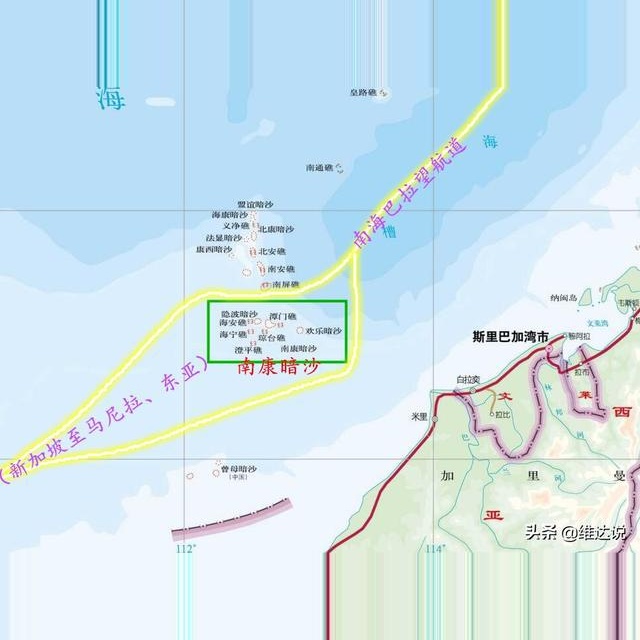 海
皇路礁
海
南通礁
南海巴拉望航道
槽
盟谊暗沙
海康暗沙
义净礁
北康暗沙
法显暗沙
康西暗沙
北安礁
南安礁
南屏礁
隐波暗沙
潭门礁
海安礁
海宁礁
欢乐暗沙
琼台礁
澄平礁
南康暗沙
南康暗沙
(新加坡至马尼拉、东亚)
曾母暗沙
(中国)
纳闽岛
文莱湾
斯里巴加湾市
拉市
白拉奕
文
莱
西
米里
拉比
林
巴
加
里
曼
亚
112°
114°
头条 @维达说